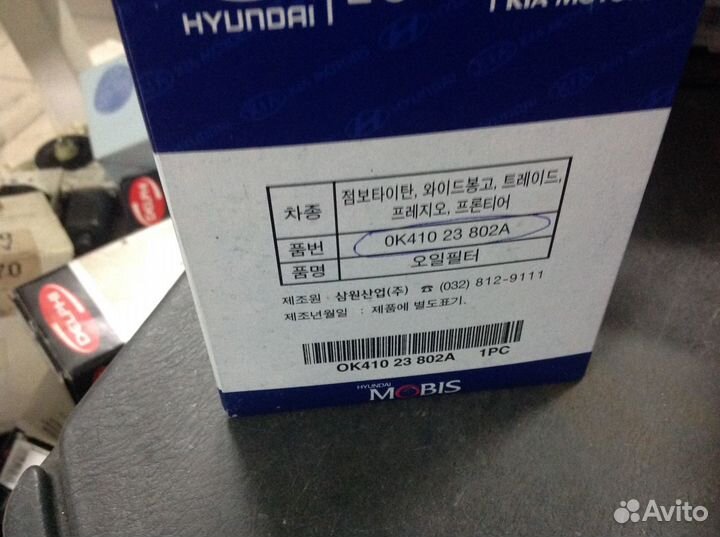 HYUNDAI
KIA MOTORS
차종
점보타이탄, 와이드봉고, 트레이드,
프레지오, 프론티어
품번
0K410 23 802A
품명
오일필터
제조원 · 삼원산업(주) ☎ (032) 812-9111
제조년월일 : 제품에 별도표기.
0K410 23 802A 1PC
HYUNDAI
MOBIS
DELPHI
DELPHI
70
Avito